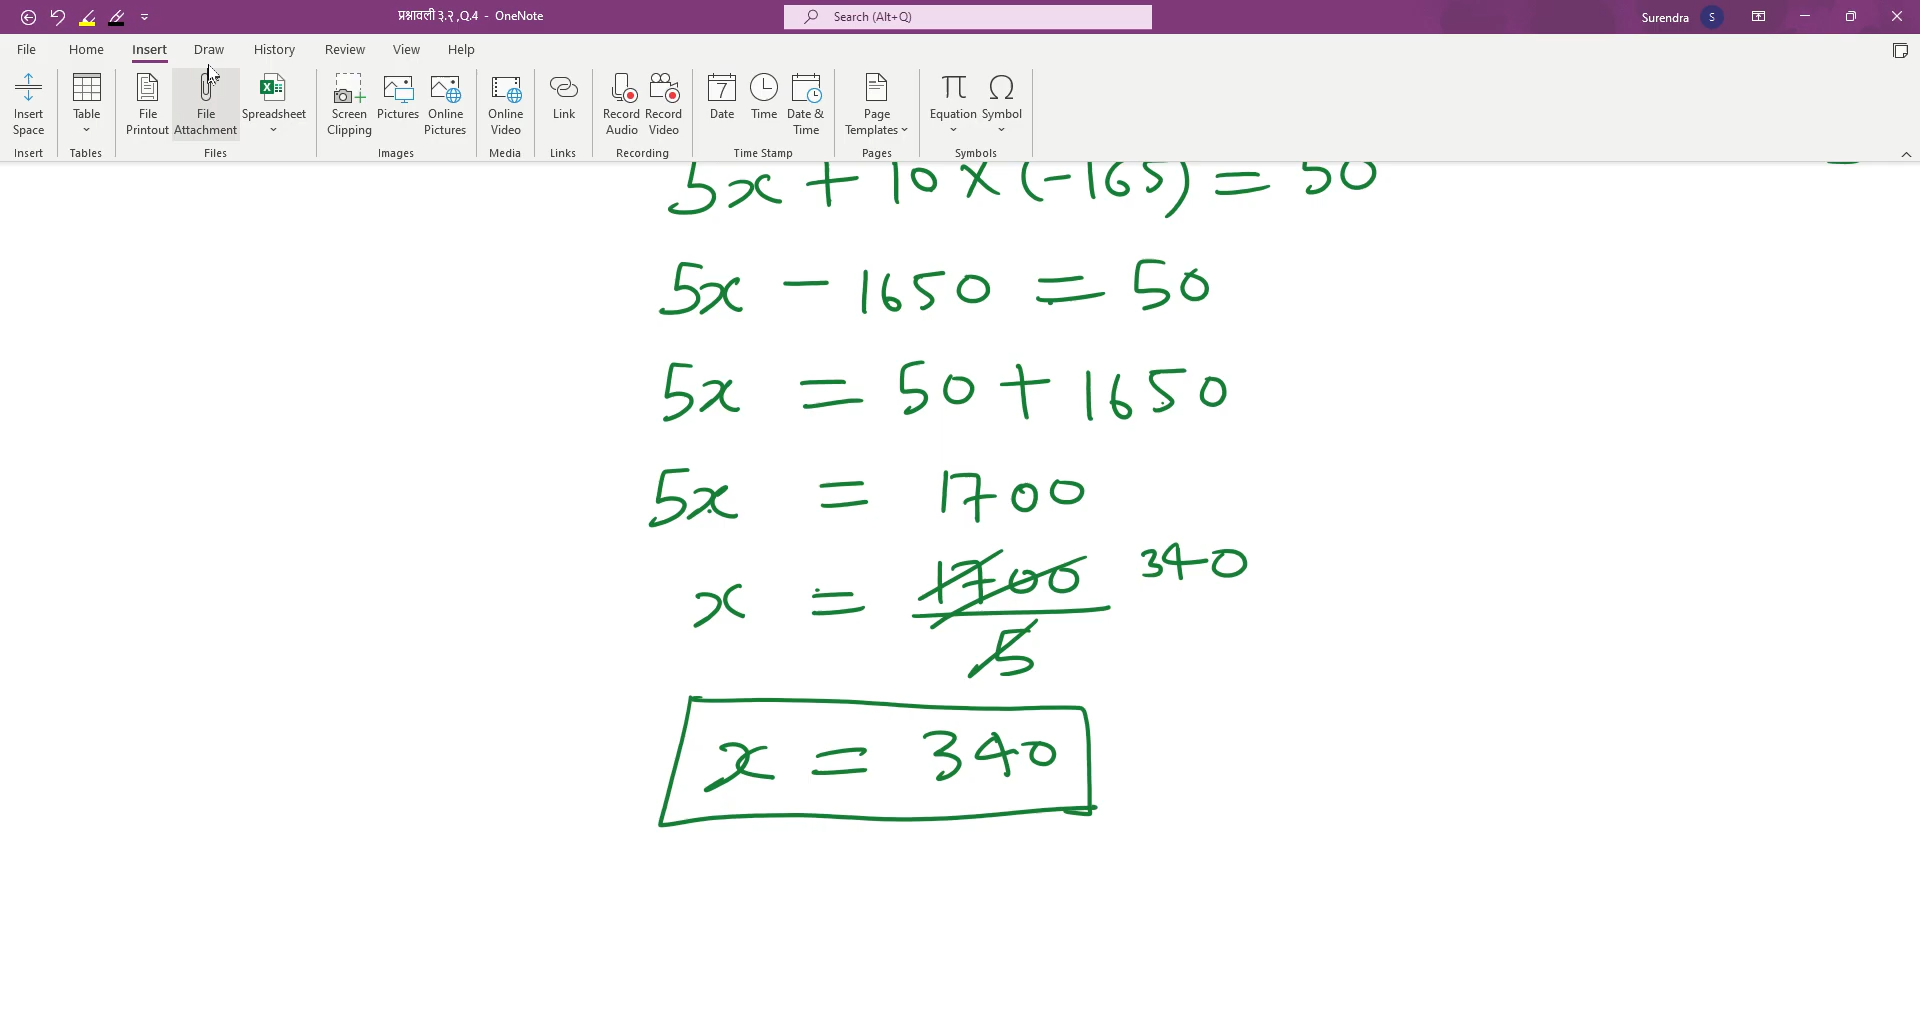 प्रश्नावली ३.२ ,Q.4 - OneNote
Search (Alt+Q)
Surendra
S
File Home Insert Draw History Review View Help
Insert Space
Table
File Printout
File Attachment
Spreadsheet
Screen Clipping
Pictures
Online Pictures
Online Video
Link
Record Audio
Record Video
7
Date
Time
Date & Time
Page Templates
π
Equation
Ω
Symbol
Insert Tables Files Images Media Links Recording Time Stamp Pages Symbols
5x + 10 × (-165) = 50
5x - 1650 = 50
5x = 50 + 1650
5x = 1700
x = 1700/5 340
x = 340